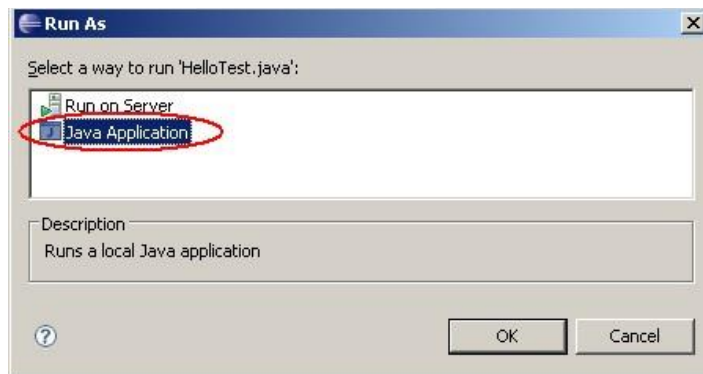 Run As
Select a way to run 'HelloTest.java':
Run on Server
Java Application
Description
Runs a local Java application
OK Cancel